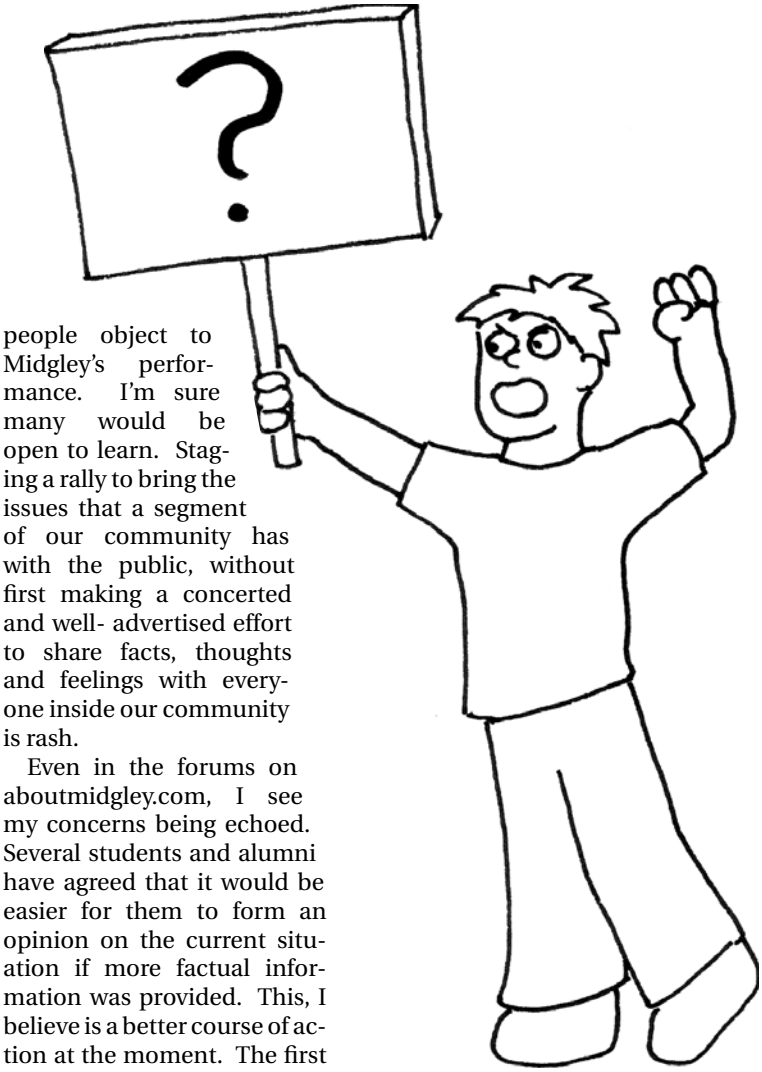 ?
people object to
Midgley's perfor-
mance. I'm sure
many would be
open to learn. Stag-
ing a rally to bring the
issues that a segment
of our community has
with the public, without
first making a concerted
and well- advertised effort
to share facts, thoughts
and feelings with every-
one inside our community
is rash.
Even in the forums on
aboutmidgley.com, I see
my concerns being echoed.
Several students and alumni
have agreed that it would be
easier for them to form an
opinion on the current situ-
ation if more factual infor-
mation was provided. This, I
believe is a better course of ac-
tion at the moment. The first